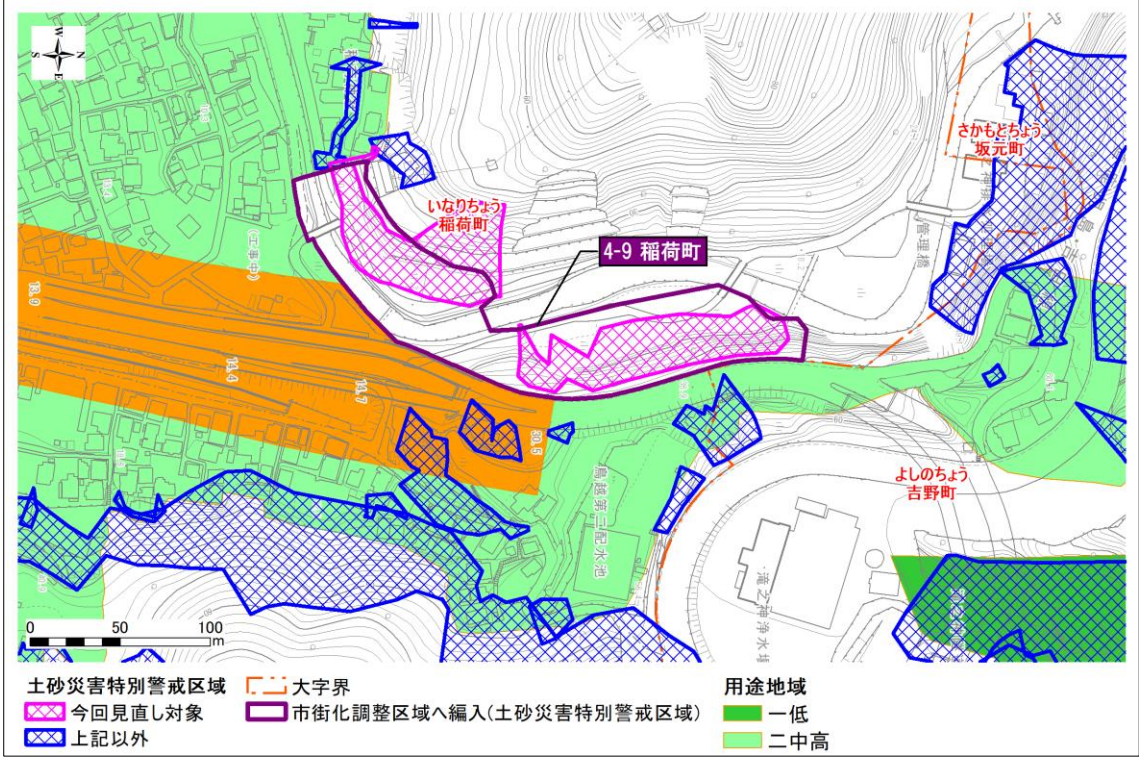 W
S
N
E
さかもとちょう
坂元町
いなりちょう
稲荷町
管理橋
4-9 稲荷町
(工事中)
13.9
14.4
14.7
30.5
鳥越第二配水池
よしのちょう
吉野町
滝之神浄水場
0 50 100
m
土砂災害特別警戒区域
今回見直し対象
上記以外
大字界
市街化調整区域へ編入(土砂災害特別警戒区域)
用途地域
一低
二中高